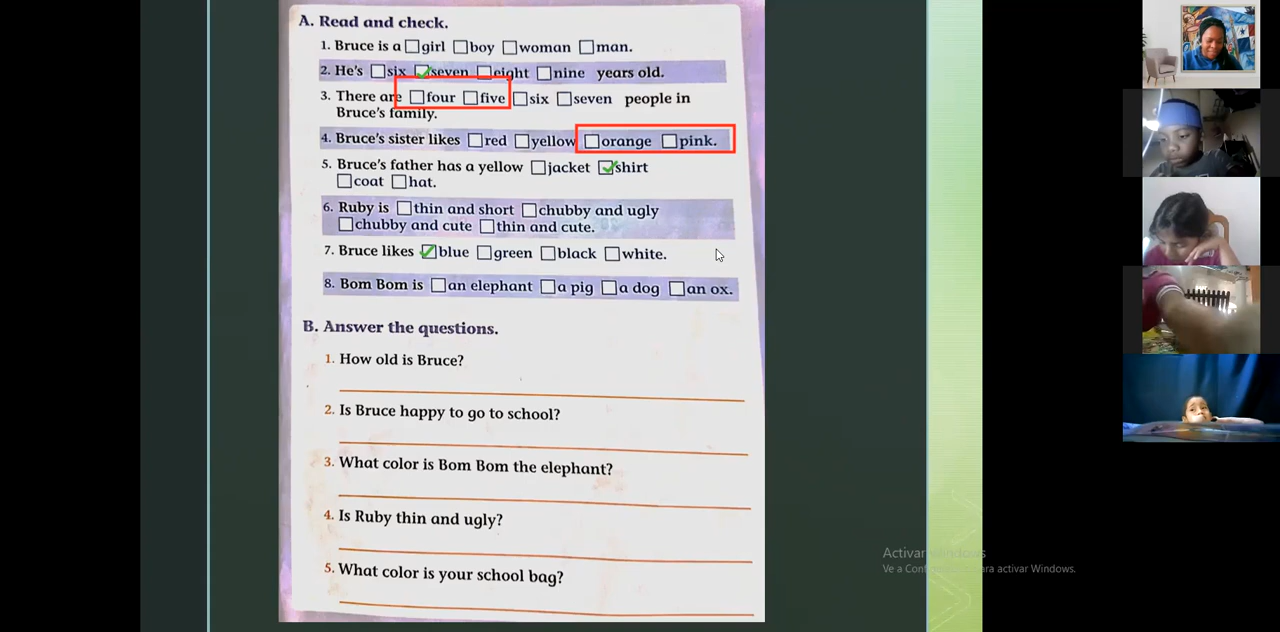 A. Read and check.
1. Bruce is a girl boy woman man.
2. He's six seven eight nine years old.
3. There are four five six seven people in
Bruce's family.
4. Bruce's sister likes red yellow orange pink.
5. Bruce's father has a yellow jacket shirt
coat hat.
6. Ruby is thin and short chubby and ugly
chubby and cute thin and cute.
7. Bruce likes blue green black white.
8. Bom Bom is an elephant a pig a dog an ox.
B. Answer the questions.
1. How old is Bruce?
2. Is Bruce happy to go to school?
3. What color is Bom Bom the elephant?
4. Is Ruby thin and ugly?
5. What color is your school bag?
Activar Windows
Ve a para activar Windows.